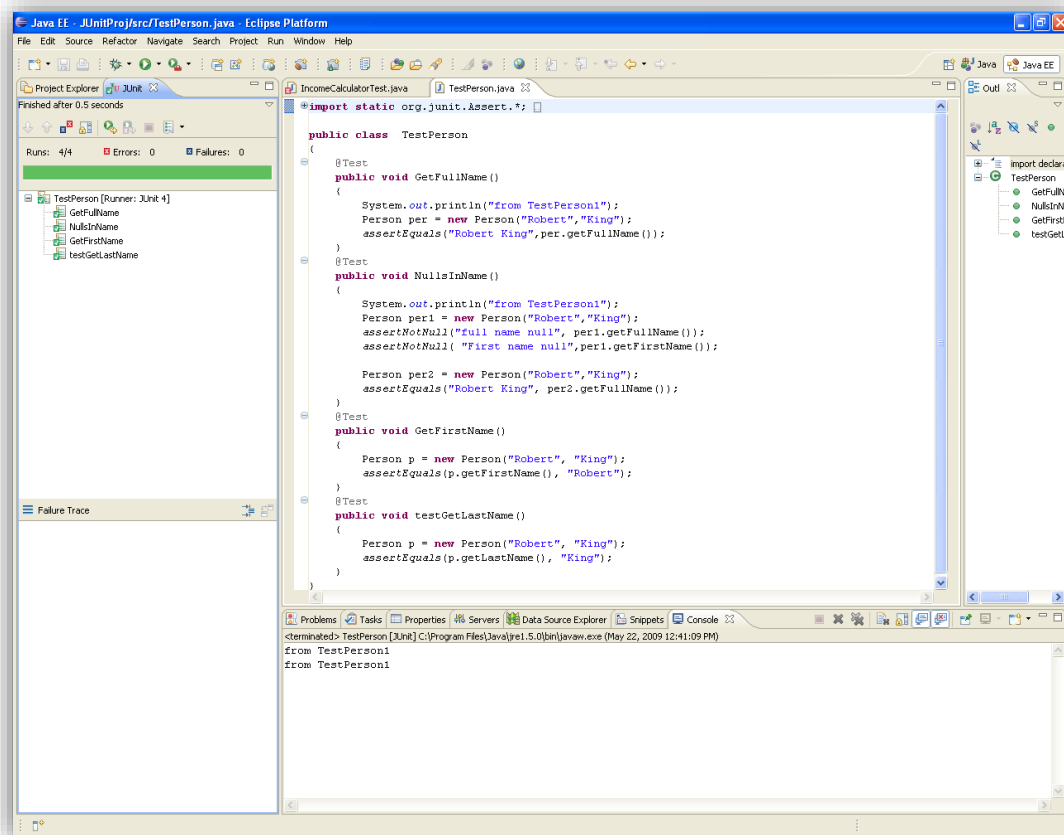 Java EE - JUnitProj/src/TestPerson.java - Eclipse Platform
File Edit Source Refactor Navigate Search Project Run Window Help
Java Java EE
Project Explorer JUnit
Finished after 0.5 seconds
Runs: 4/4 Errors: 0 Failures: 0
TestPerson [Runner: JUnit 4]
GetFullName
NullsInName
GetFirstName
testGetLastName
Failure Trace
IncomeCalculatorTest.java TestPerson.java
import static org.junit.Assert.*;
public class TestPerson
{
@Test
public void GetFullName()
{
System.out.println("from TestPerson1");
Person per = new Person("Robert","King");
assertEquals("Robert King",per.getFullName());
}
@Test
public void NullsInName()
{
System.out.println("from TestPerson1");
Person per1 = new Person("Robert","King");
assertNotNull("full name null", per1.getFullName());
assertNotNull( "First name null",per1.getFirstName());
Person per2 = new Person("Robert","King");
assertEquals("Robert King", per2.getFullName());
}
@Test
public void GetFirstName()
{
Person p = new Person("Robert", "King");
assertEquals(p.getFirstName(), "Robert");
}
@Test
public void testGetLastName()
{
Person p = new Person("Robert", "King");
assertEquals(p.getLastName(), "King");
}
}
Outl
import declara
TestPerson
GetFullN
NullsInN
GetFirst
testGetL
Problems Tasks Properties Servers Data Source Explorer Snippets Console
<terminated> TestPerson [JUnit] C:\Program Files\Java\jre1.5.0\bin\javaw.exe (May 22, 2009 12:41:09 PM)
from TestPerson1
from TestPerson1